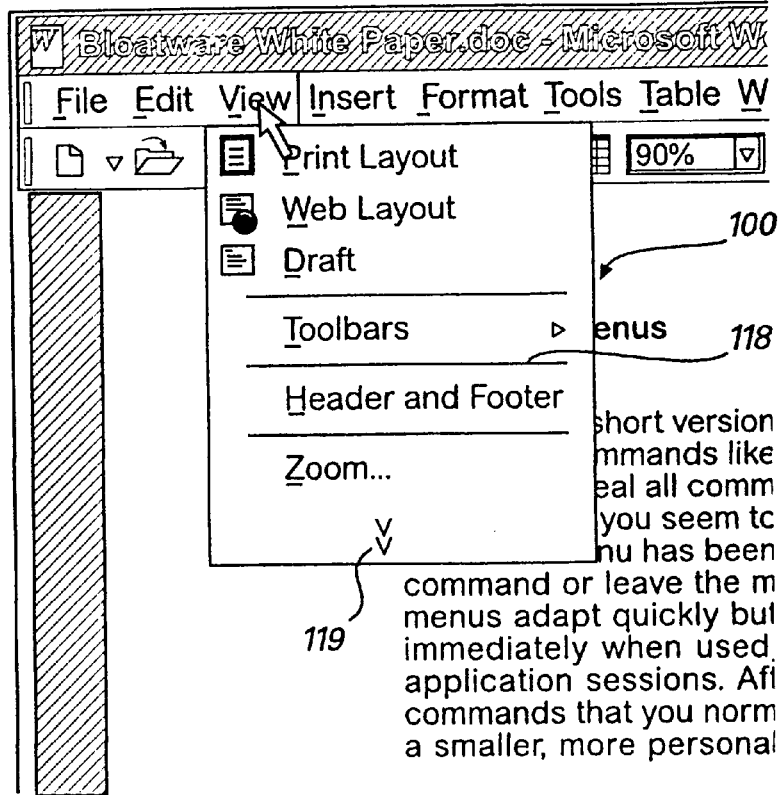 W Bloatware White Paper.doc - Microsoft W
File Edit View Insert Format Tools Table W
90%
Print Layout
Web Layout
100
Draft
Toolbars
enus
118
Header and Footer
short version
mmands like
Zoom...
eal all comm
you seem to
nu has been
command or leave the m
menus adapt quickly but
119
immediately when used
application sessions. Aft
commands that you norm
a smaller, more personal